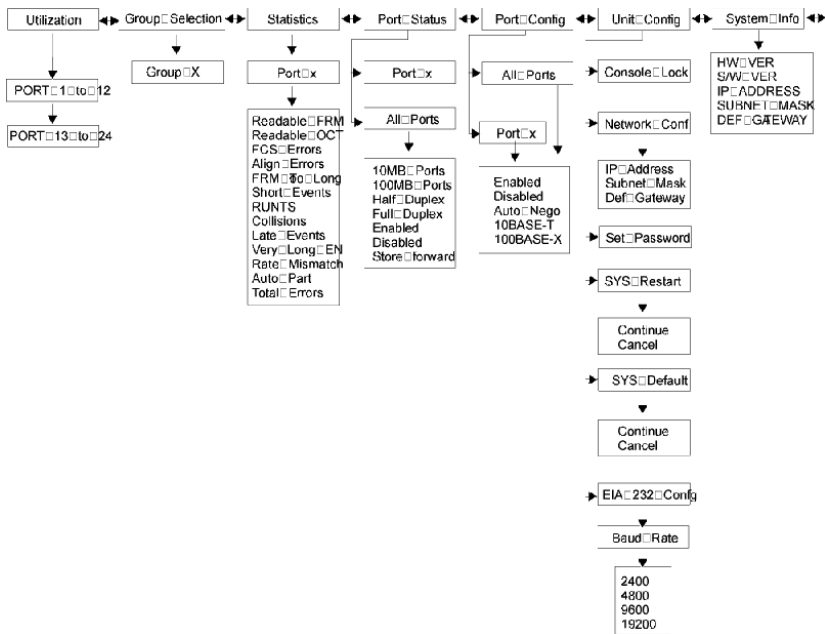 Utilization
Group□Selection
Statistics
Port□Status
Port□Config
Unit□Config
System□Info
PORT□1□to□12
PORT□13□to□24
Group□X
Port□x
Readable□FRM
Readable□OCT
FCS□Errors
Align□Errors
FRM□To□Long
Short□Events
RUNTS
Collisions
Late□Events
Very□Long□EN
Rate□Mismatch
Auto□Part
Total□Errors
Port□x
All□Ports
10MB□Ports
100MB□Ports
Half□Duplex
Full□Duplex
Enabled
Disabled
Store□forward
All□Ports
Port□x
Enabled
Disabled
Auto□Nego
10BASE-T
100BASE-X
Console□Lock
Network□Conf
IP□Address
Subnet□Mask
Def□Gateway
Set□Password
SYS□Restart
Continue
Cancel
SYS□Default
Continue
Cancel
EIA□232□Confg
Baud□Rate
2400
4800
9600
19200
HW□VER
S/W□VER
IP□ADDRESS
SUBNET□MASK
DEF□GATEWAY